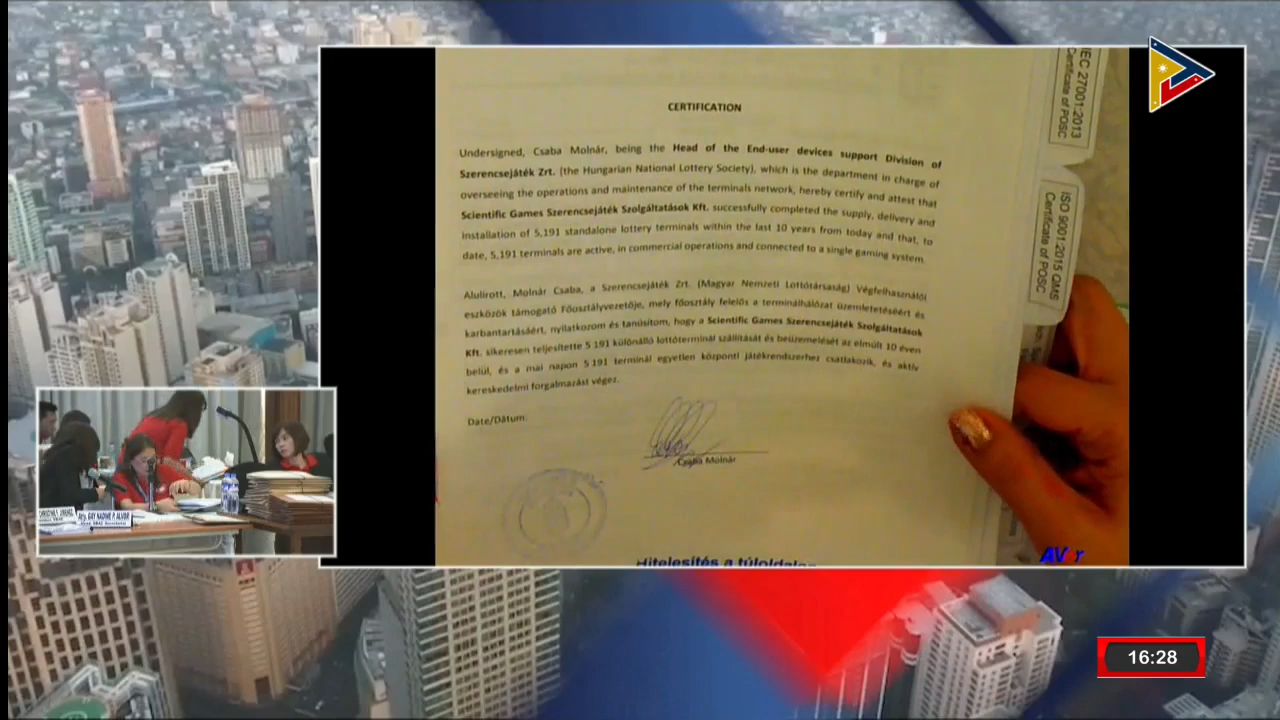 CERTIFICATION
Undersigned, Csaba Molnár, being the Head of the End-user devices support Division of
Szerencsejáték Zrt. (the Hungarian National Lottery Society), which is the department in charge of
overseeing the operations and maintenance of the terminals network, hereby certify and attest that
Scientific Games Szerencsejáték Szolgáltatások Kft. successfully completed the supply, delivery and
installation of 5,191 standalone lottery terminals within the last 10 years from today and that, to
date, 5,191 terminals are active, in commercial operations and connected to a single gaming system.
Alulírott, Molnár Csaba, a Szerencsejáték Zrt. (Magyar Nemzeti Lottótársaság) Végfelhasználói
eszközök támogató Főosztályvezetője, mely főosztály felelős a terminálhálózat üzemeltetéséért és
karbantartásáért, nyilatkozom és tanúsítom, hogy a Scientific Games Szerencsejáték Szolgáltatások
Kft. sikeresen teljesítette 5 191 különálló lottóterminál szállítását és beüzemelését az elmúlt 10 éven
belül, és a mai napon 5 191 terminál egyetlen központi játékrendszerhez csatlakozik, és aktív
kereskedelmi forgalmazást végez.
Date/Dátum:
Csaba Molnár
Hitelesítés a túloldalon
IEC 27001:2013
Certificate of POSC
ISO 9001:2015 QMS
Certificate of POSC
AVer
Atty. GAY NADINE P. ALVOR
16:28